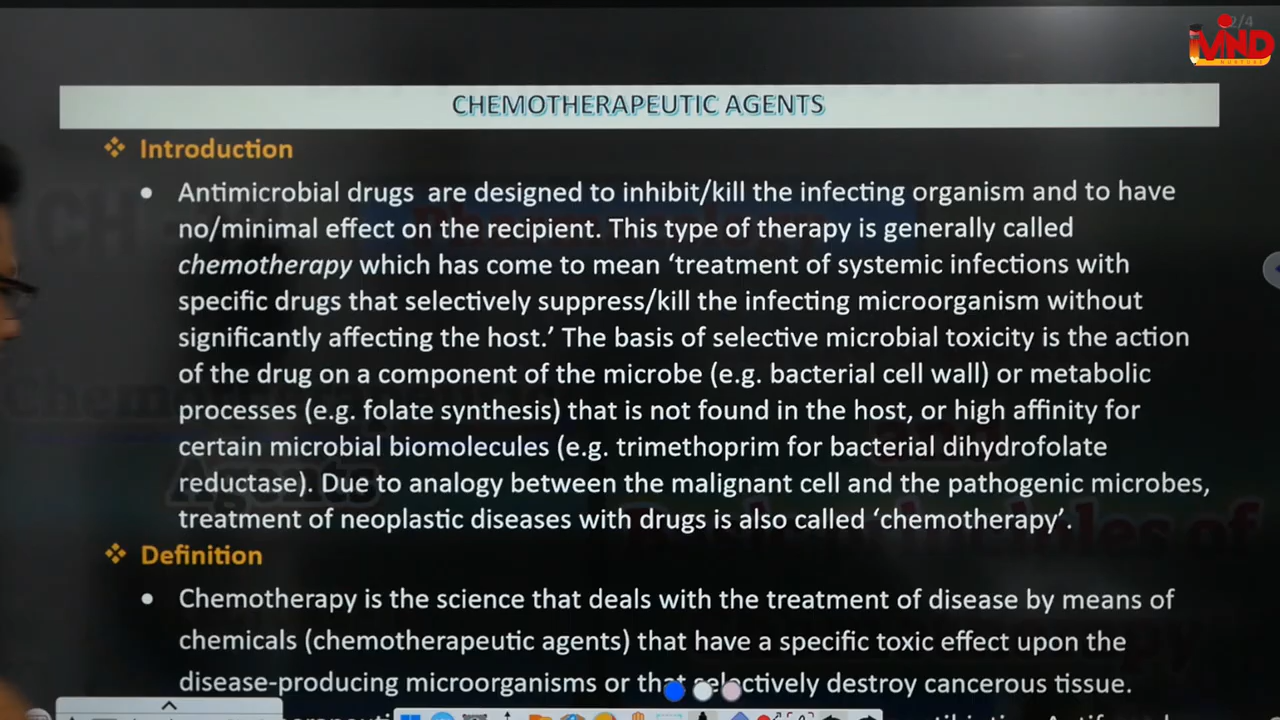 2/4
MND
NURTURE
CHEMOTHERAPEUTIC AGENTS
❖ Introduction
• Antimicrobial drugs are designed to inhibit/kill the infecting organism and to have
no/minimal effect on the recipient. This type of therapy is generally called
chemotherapy which has come to mean ‘treatment of systemic infections with
specific drugs that selectively suppress/kill the infecting microorganism without
significantly affecting the host.’ The basis of selective microbial toxicity is the action
of the drug on a component of the microbe (e.g. bacterial cell wall) or metabolic
processes (e.g. folate synthesis) that is not found in the host, or high affinity for
certain microbial biomolecules (e.g. trimethoprim for bacterial dihydrofolate
reductase). Due to analogy between the malignant cell and the pathogenic microbes,
treatment of neoplastic diseases with drugs is also called ‘chemotherapy’.
❖ Definition
• Chemotherapy is the science that deals with the treatment of disease by means of
chemicals (chemotherapeutic agents) that have a specific toxic effect upon the
disease-producing microorganisms or that selectively destroy cancerous tissue.